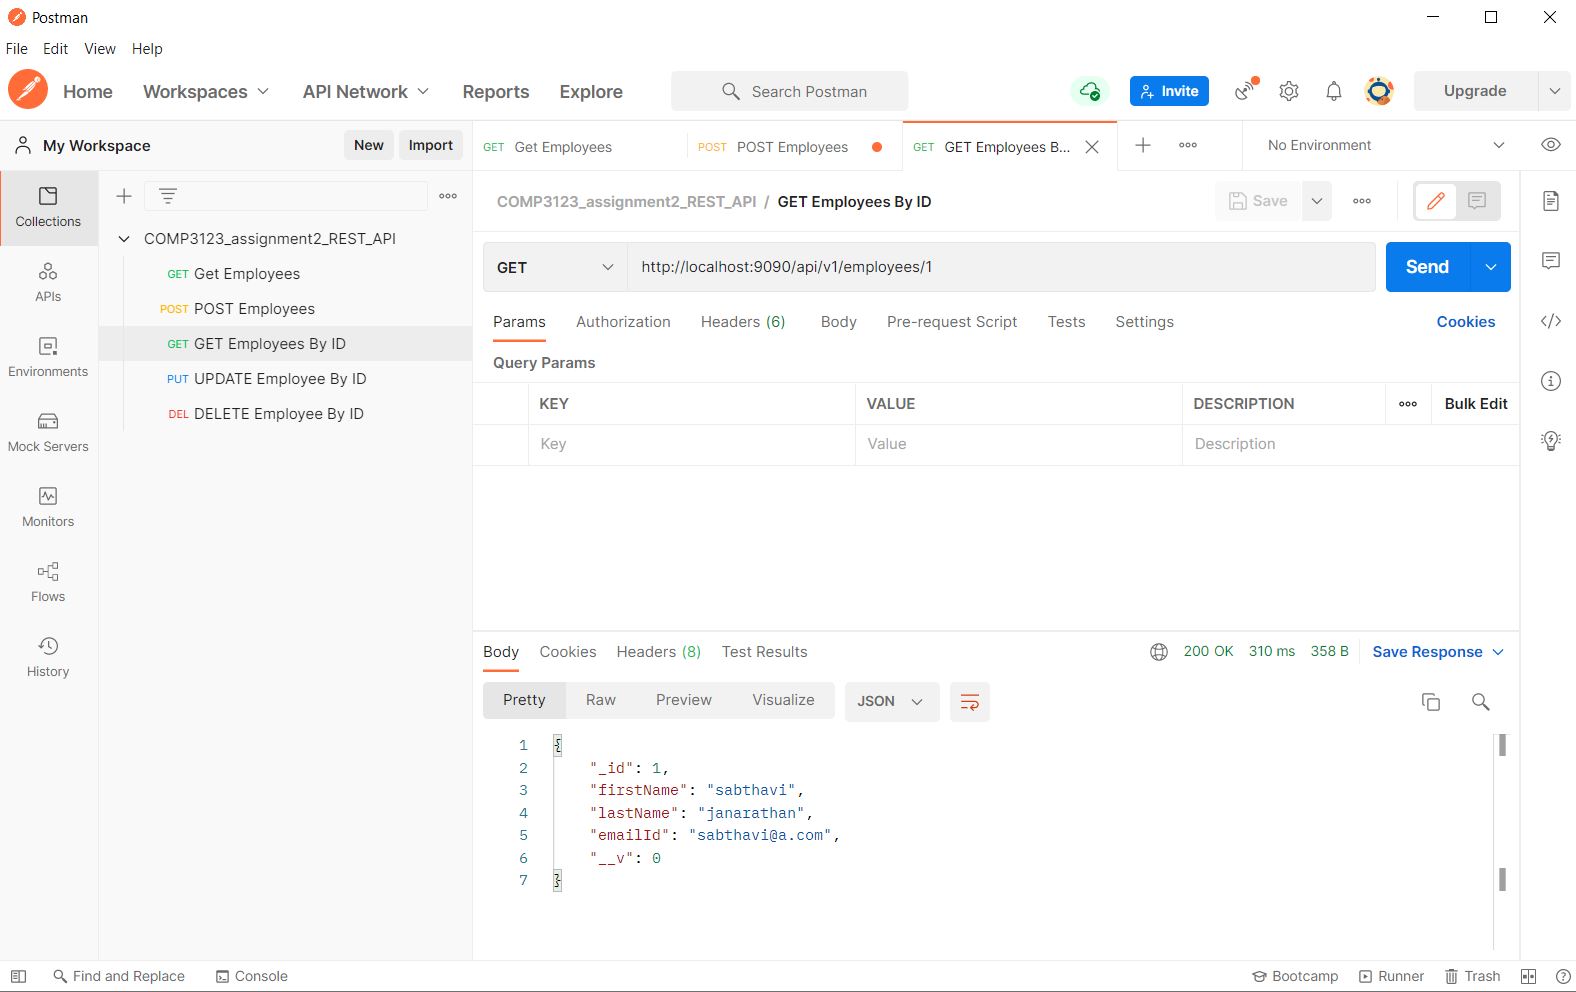 Postman
File Edit View Help
Home Workspaces API Network Reports Explore Search Postman Invite Upgrade
My Workspace New Import
GET Get Employees POST POST Employees GET GET Employees B... No Environment
Collections
APIs
Environments
Mock Servers
Monitors
Flows
History
COMP3123_assignment2_REST_API
GET Get Employees
POST POST Employees
GET GET Employees By ID
PUT UPDATE Employee By ID
DEL DELETE Employee By ID
COMP3123_assignment2_REST_API / GET Employees By ID Save
GET http://localhost:9090/api/v1/employees/1 Send
Params Authorization Headers (6) Body Pre-request Script Tests Settings Cookies
Query Params
KEY VALUE DESCRIPTION Bulk Edit
Key Value Description
Body Cookies Headers (8) Test Results 200 OK 310 ms 358 B Save Response
Pretty Raw Preview Visualize JSON
1 {
2 "_id": 1,
3 "firstName": "sabthavi",
4 "lastName": "janarathan",
5 "emailId": "sabthavi@a.com",
6 "__v": 0
7 }
Find and Replace Console Bootcamp Runner Trash